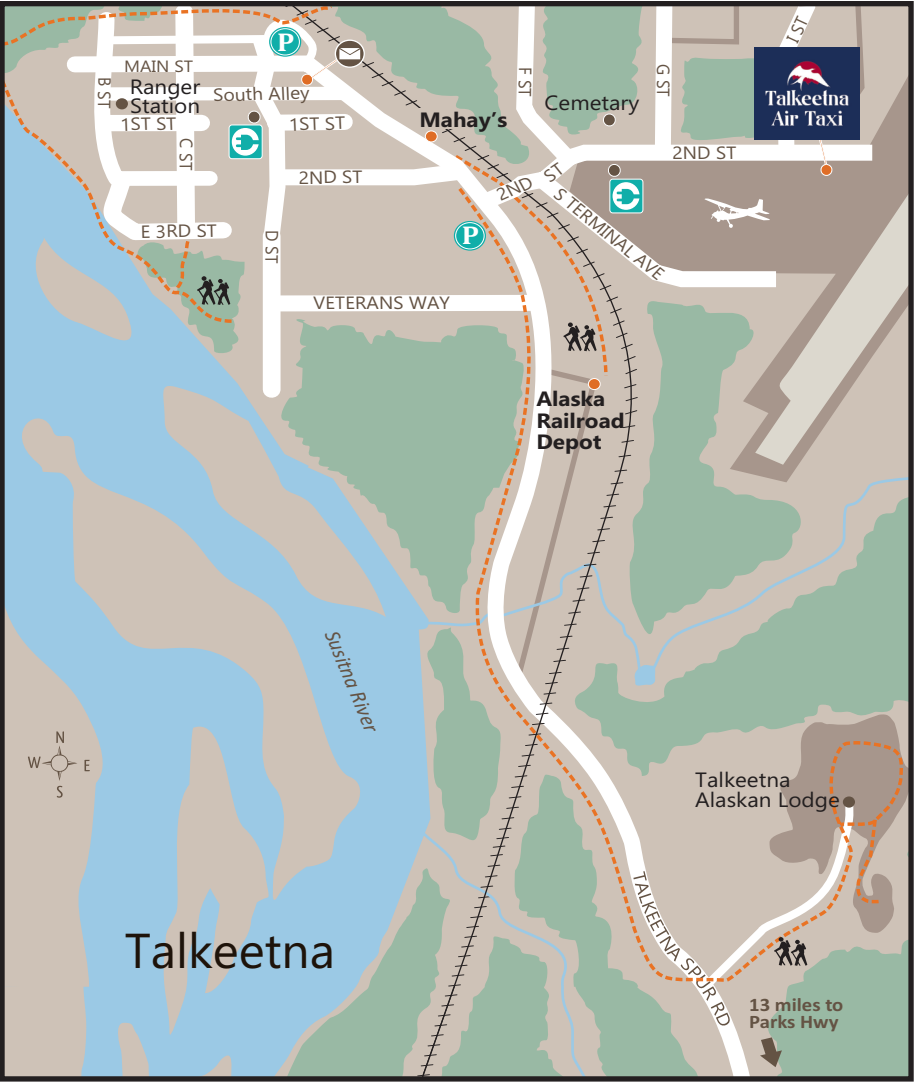 P
I ST
MAIN ST
B ST
Ranger
Station
South Alley
F ST
G ST
Talkeetna
Air Taxi
Cemetary
1ST ST
1ST ST
Mahay's
C ST
2ND ST
2ND ST
2ND ST
S TERMINAL AVE
E 3RD ST
D ST
P
VETERANS WAY
Alaska
Railroad
Depot
Susitna River
N
W E
S
Talkeetna
Alaskan Lodge
TALKEETNA SPUR RD
Talkeetna
13 miles to
Parks Hwy